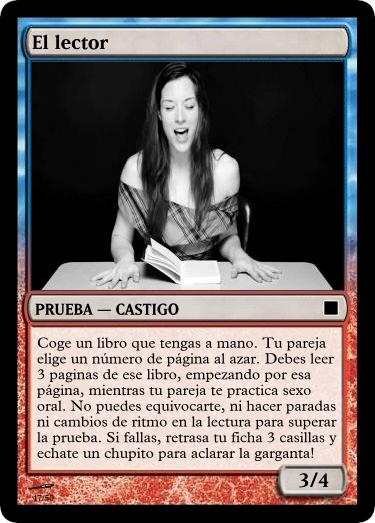 El lector
PRUEBA — CASTIGO
Coge un libro que tengas a mano. Tu pareja
elige un número de página al azar. Debes leer
3 paginas de ese libro, empezando por esa
página, mientras tu pareja te practica sexo
oral. No puedes equivocarte, ni hacer paradas
ni cambios de ritmo en la lectura para superar
la prueba. Si fallas, retrasa tu ficha 3 casillas y
echate un chupito para aclarar la garganta!
3/4
17/50